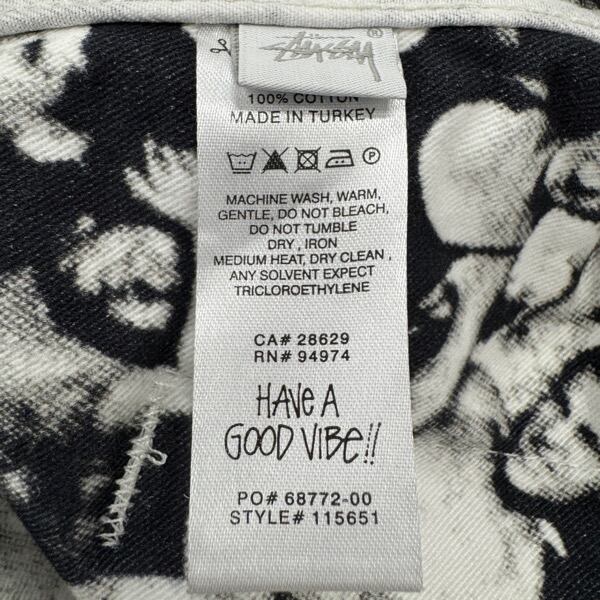 STÜSSY®
100% COTTON
MADE IN TURKEY
P
MACHINE WASH, WARM,
GENTLE, DO NOT BLEACH,
DO NOT TUMBLE
DRY , IRON
MEDIUM HEAT, DRY CLEAN ,
ANY SOLVENT EXPECT
TRICLOROETHYLENE
CA# 28629
RN# 94974
HAVE A
GOOD VIBE!!
PO# 68772-00
STYLE# 115651